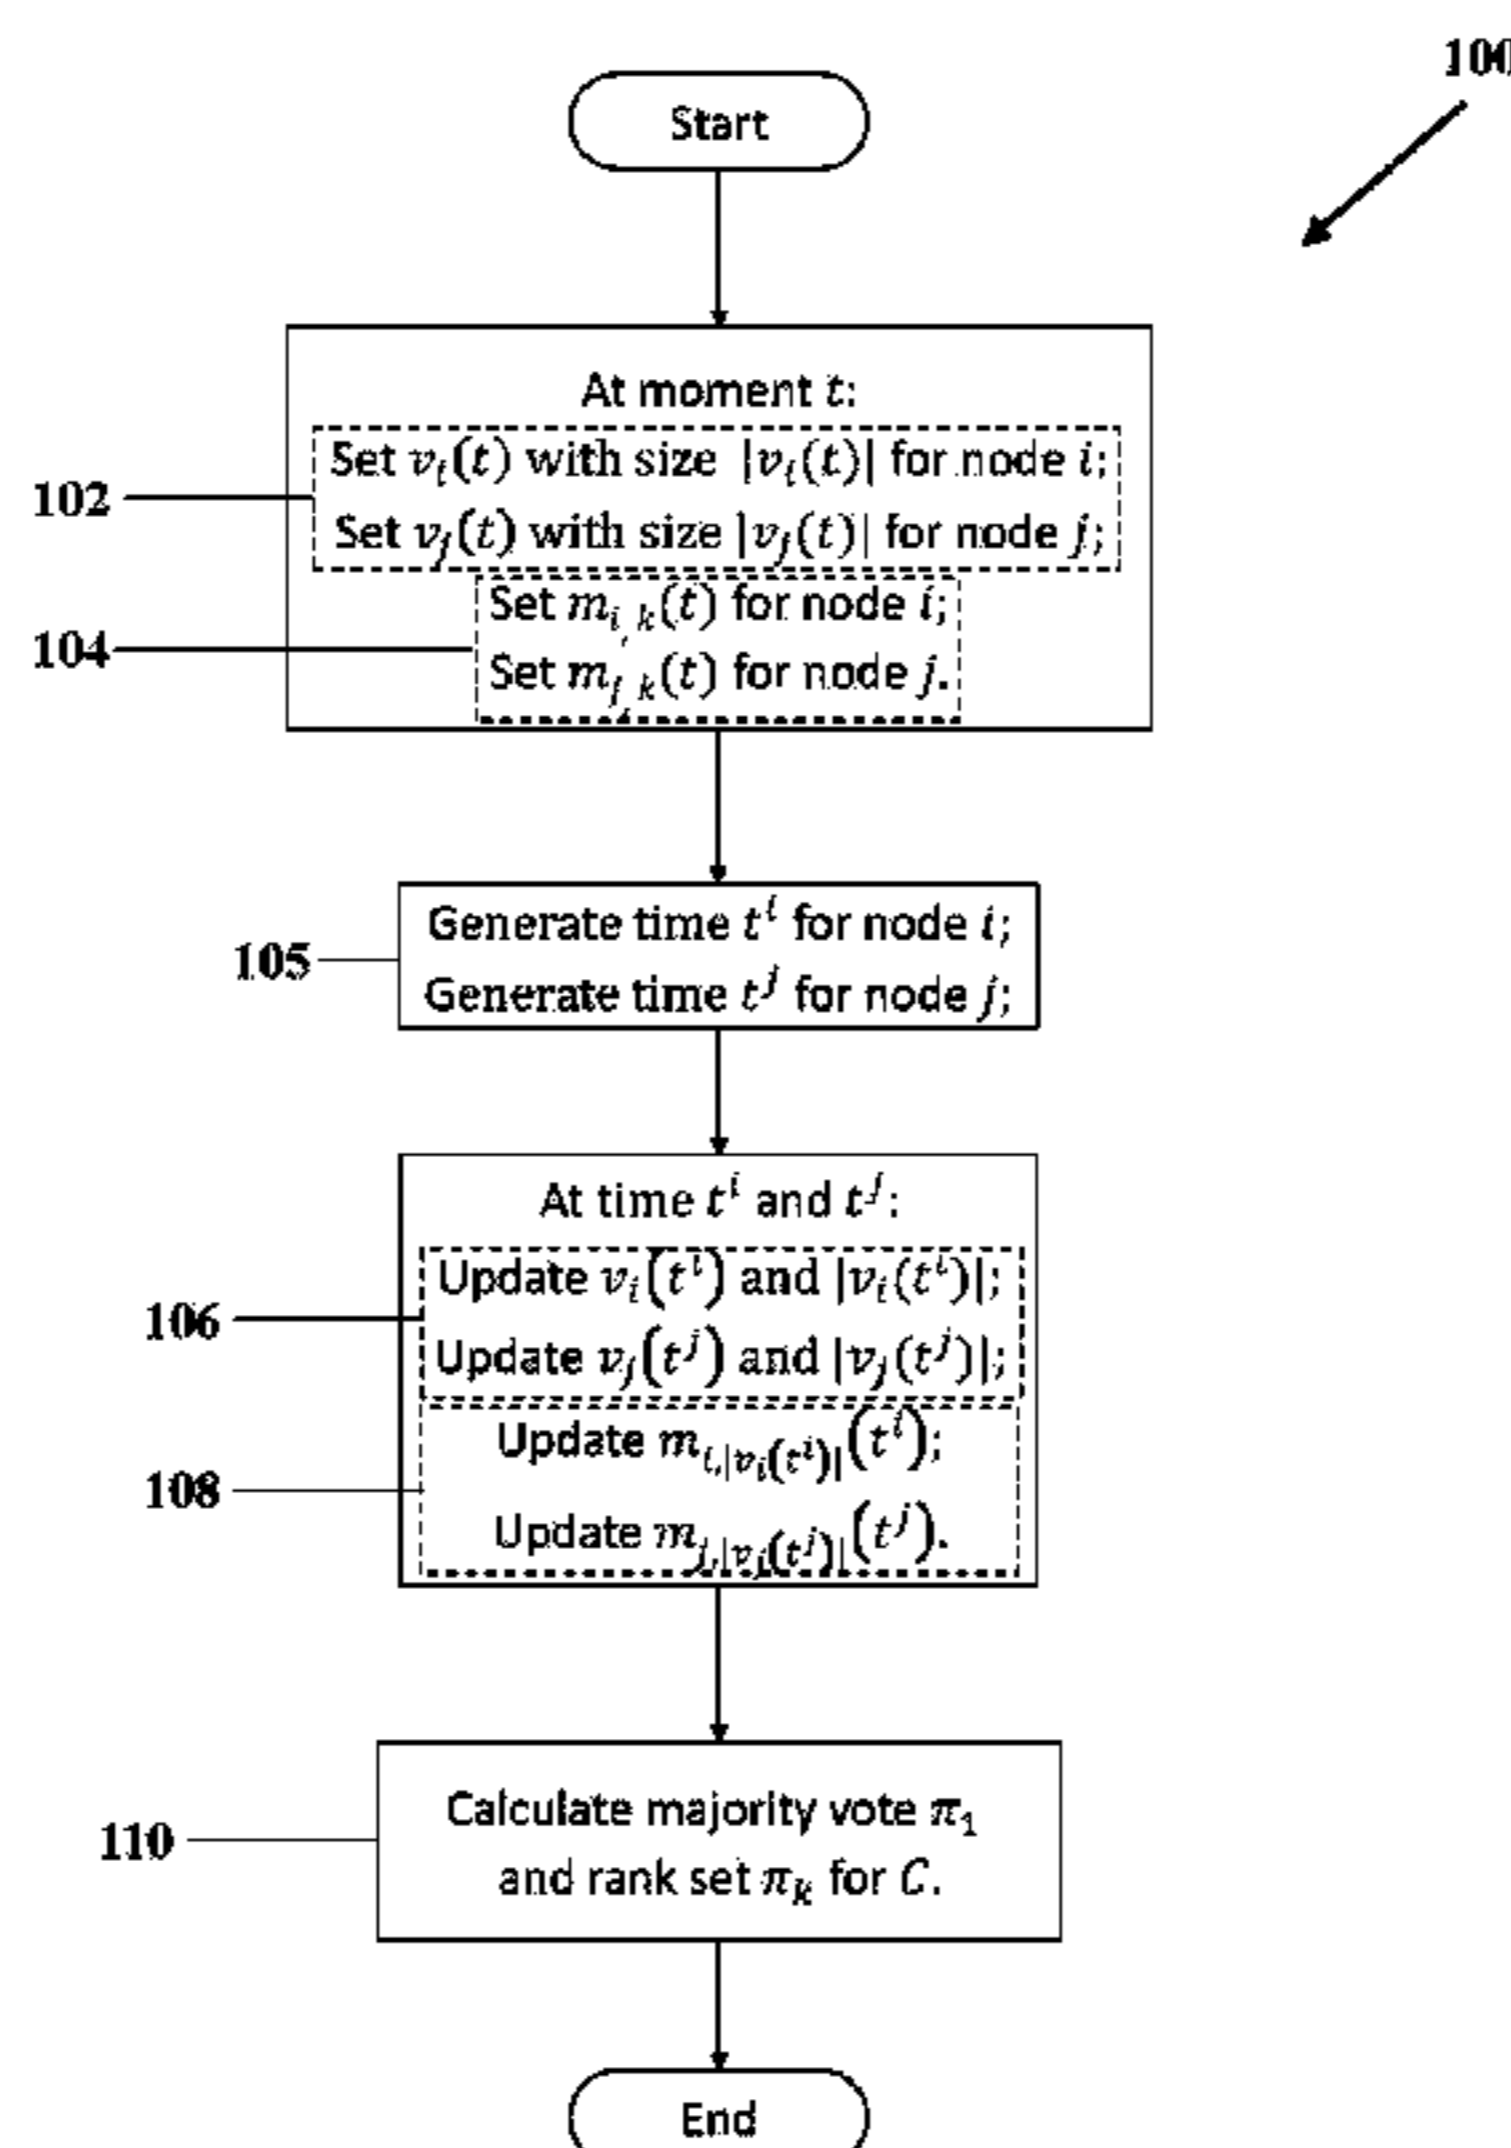 100
Start
At moment t:
Set v_i(t) with size |v_i(t)| for node i;
102
Set v_j(t) with size |v_j(t)| for node j;
Set m_{i,k}(t) for node i;
104
Set m_{j,k}(t) for node j.
Generate time t^i for node i;
105
Generate time t^j for node j;
At time t^i and t^j:
Update v_i(t^i) and |v_i(t^i)|;
106
Update v_j(t^j) and |v_j(t^j)|;
Update m_{i,|v_i(t^i)|}(t^i);
108
Update m_{j,|v_j(t^j)|}(t^j).
Calculate majority vote π_1
110
and rank set π_k for C.
End